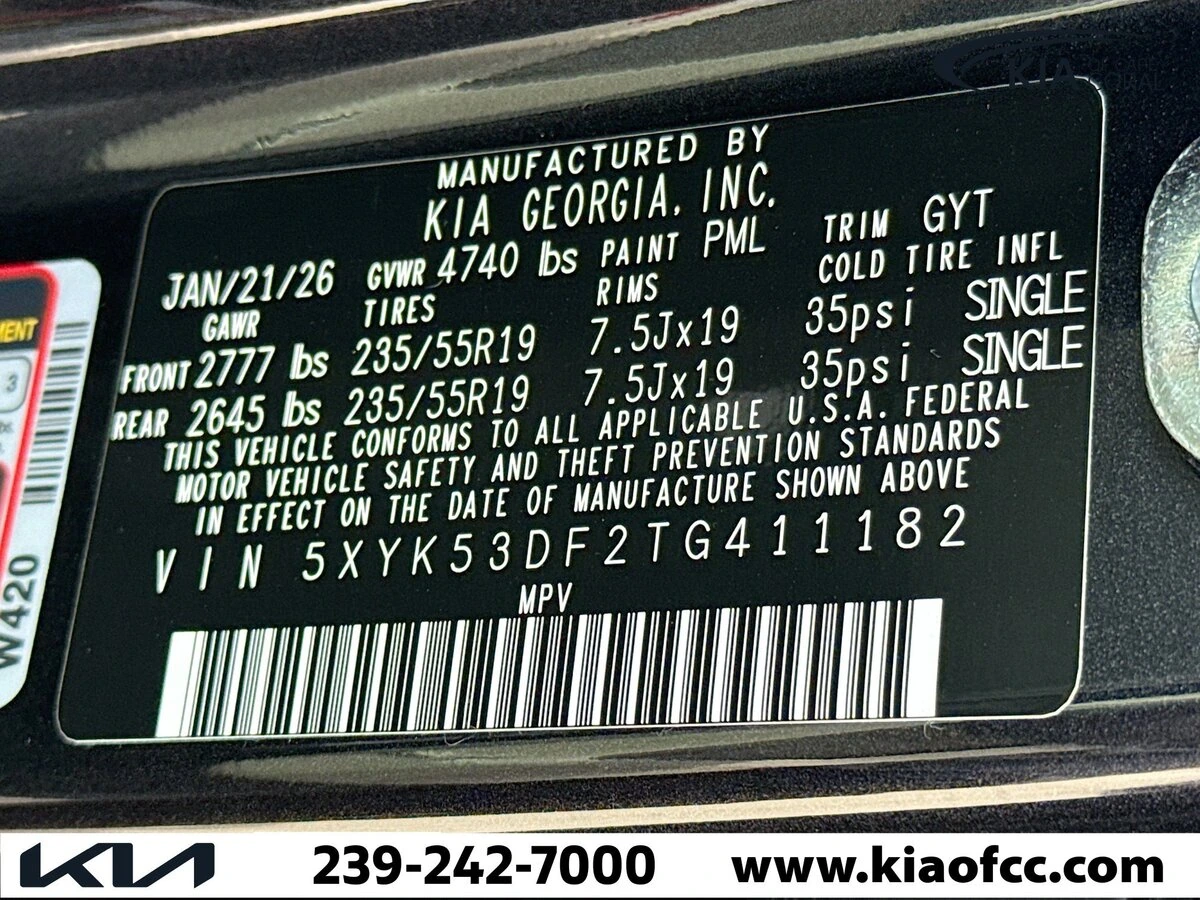 MANUFACTURED BY
KIA GEORGIA, INC.
JAN/21/26 GVWR 4740 lbs PAINT PML TRIM GYT
GAWR TIRES RIMS COLD TIRE INFL
FRONT 2777 lbs 235/55R19 7.5Jx19 35psi SINGLE
REAR 2645 lbs 235/55R19 7.5Jx19 35psi SINGLE
THIS VEHICLE CONFORMS TO ALL APPLICABLE U.S.A. FEDERAL
MOTOR VEHICLE SAFETY AND THEFT PREVENTION STANDARDS
IN EFFECT ON THE DATE OF MANUFACTURE SHOWN ABOVE
VIN 5XYK53DF2TG411182
MPV
3
W420
KIA
KIA 239-242-7000 www.kiaofcc.com